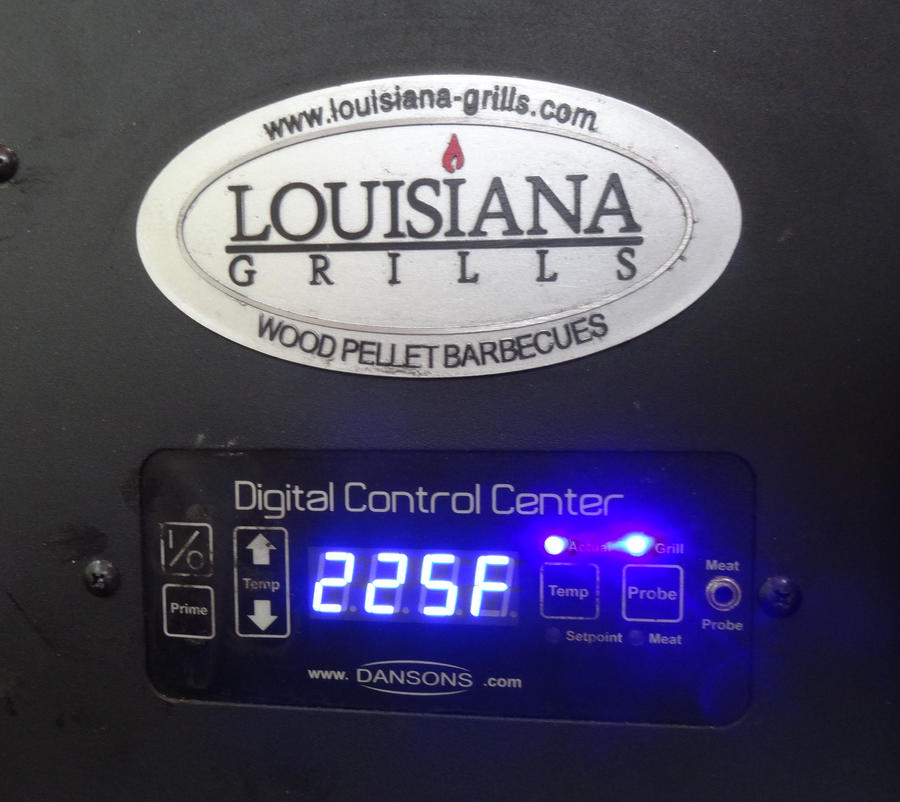 www.louisiana-grills.com
LOUISIANA
GRILLS
WOOD PELLET BARBECUES
Digital Control Center
I/O
Prime
Temp
225F
Actual
Grill
Temp
Probe
Setpoint
Meat
Meat
Probe
www. DANSONS .com